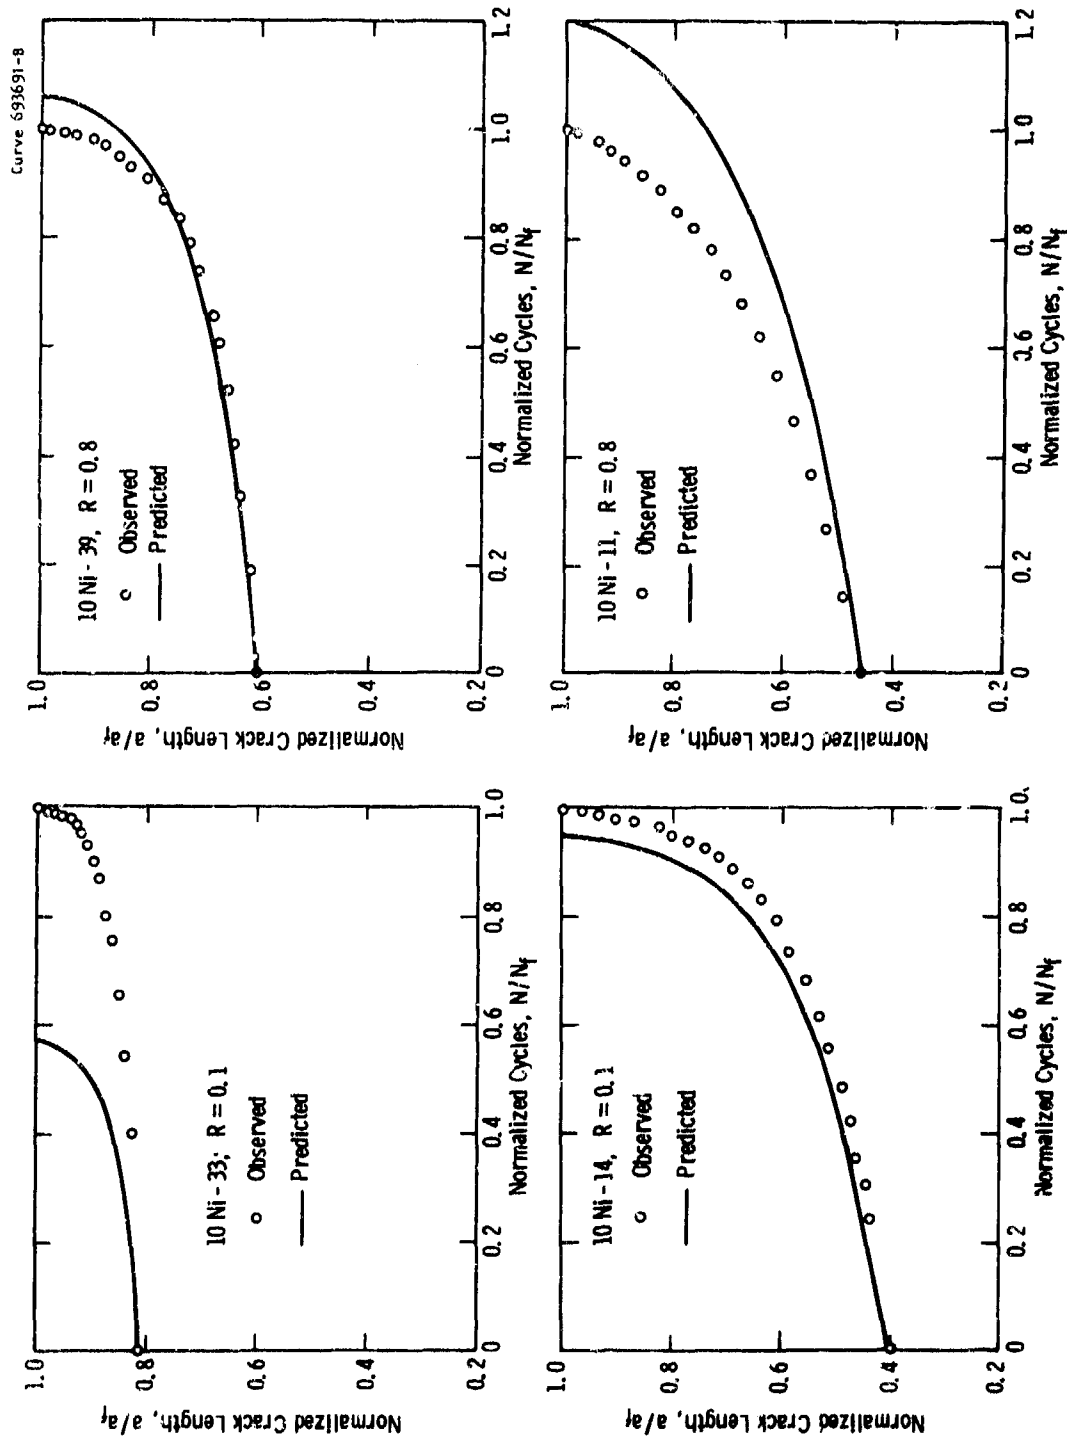 Curve 693691-B
1.0
0.8
0.6
0.4
0.2
Normalized Crack Length, a/af
10 Ni-33; R = 0.1
Observed
Predicted
0 0.2 0.4 0.6 0.8 1.0
Normalized Cycles, N/Nf
1.0
0.8
0.6
0.4
0.2
Normalized Crack Length, a/af
10 Ni-39, R = 0.8
Observed
Predicted
0 0.2 0.4 0.6 0.8 1.0 1.2
Normalized Cycles, N/Nf
1.0
0.8
0.6
0.4
0.2
Normalized Crack Length, a/af
10 Ni-14, R = 0.1
Observed
Predicted
0 0.2 0.4 0.6 0.8 1.0
Normalized Cycles, N/Nf
1.0
0.8
0.6
0.4
0.2
Normalized Crack Length, a/af
10 Ni-11, R = 0.8
Observed
Predicted
0 0.2 0.4 0.6 0.8 1.0 1.2
Normalized Cycles, N/Nf